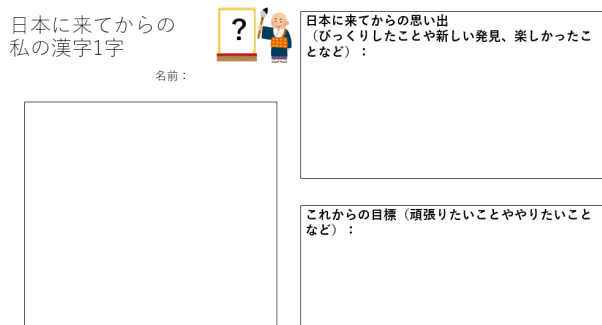 日本に来てからの
私の漢字1字
?
名前：
日本に来てからの思い出
（びっくりしたことや新しい発見、楽しかったこ
となど）：
これからの目標（頑張りたいことややりたいこと
など）：